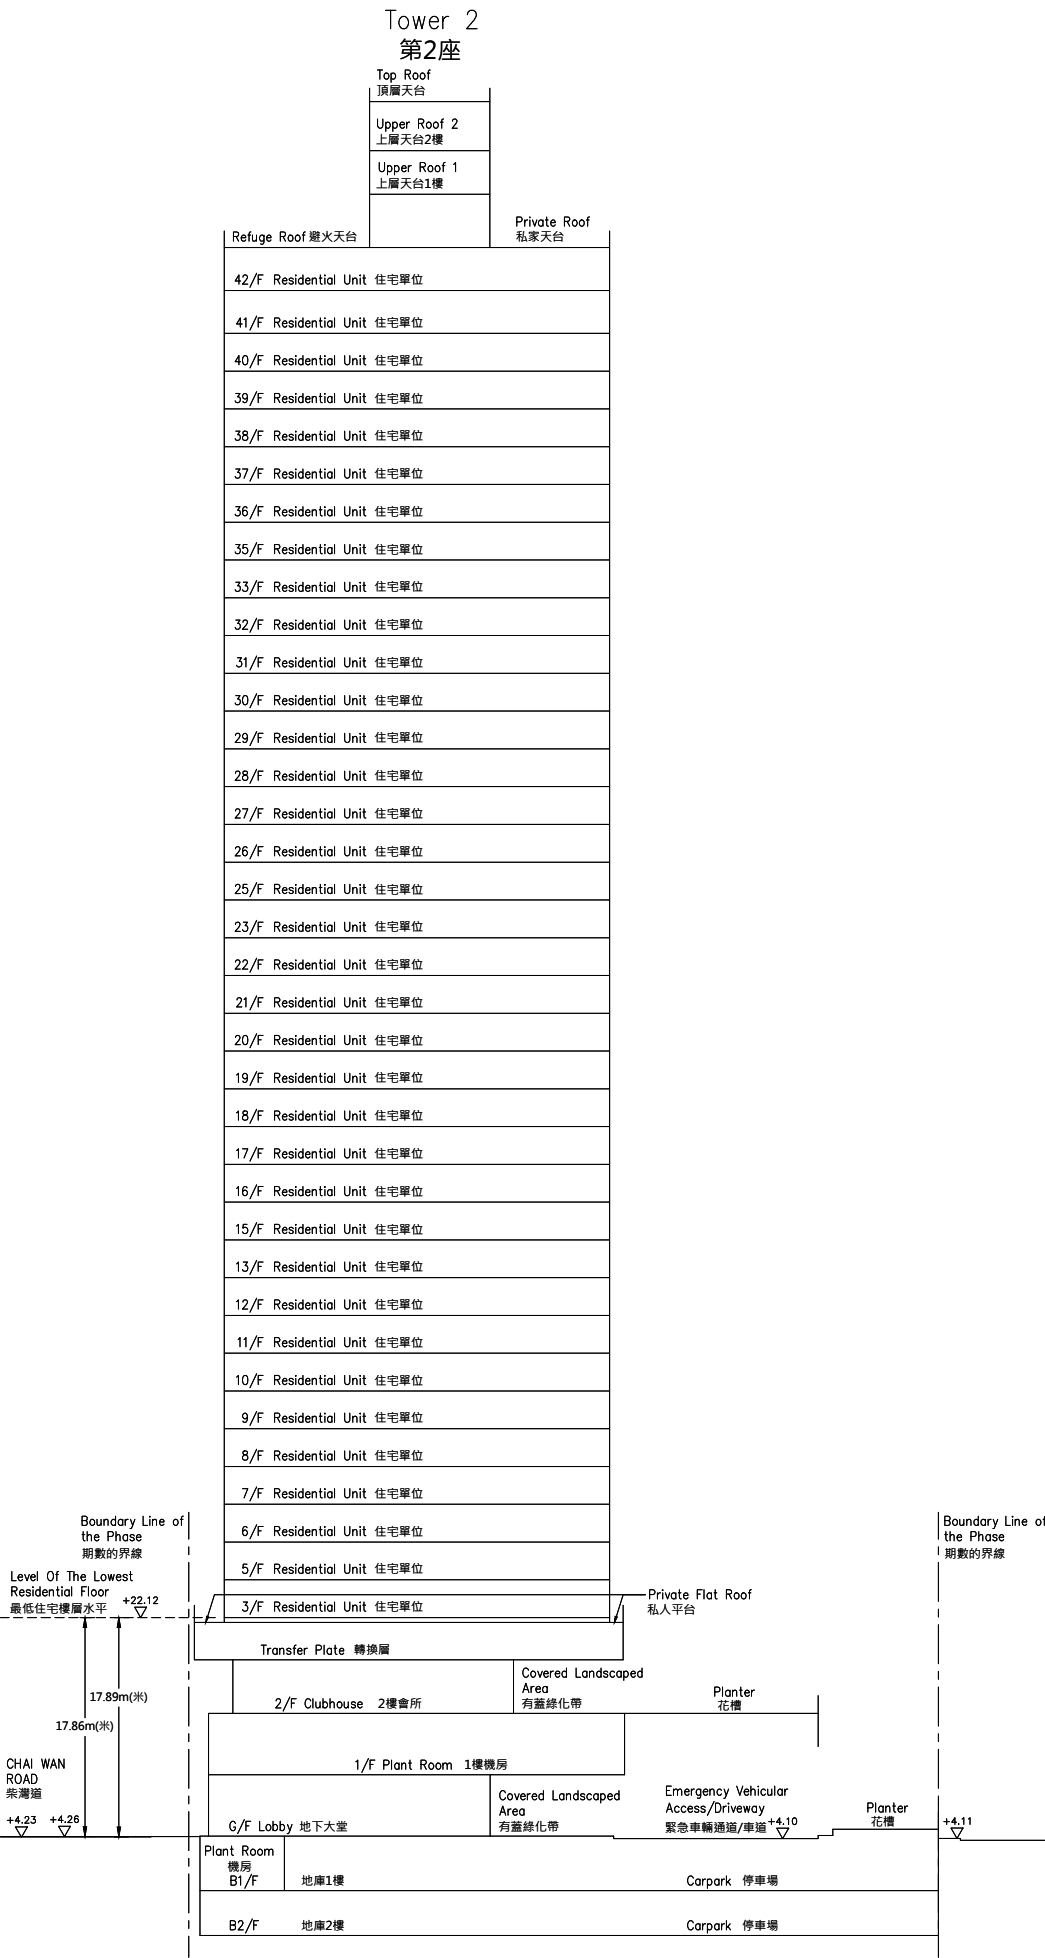 Tower 2
第2座
Top Roof
頂層天台
Upper Roof 2
上層天台2樓
Upper Roof 1
上層天台1樓
Refuge Roof 避火天台
Private Roof
私家天台
42/F Residential Unit 住宅單位
41/F Residential Unit 住宅單位
40/F Residential Unit 住宅單位
39/F Residential Unit 住宅單位
38/F Residential Unit 住宅單位
37/F Residential Unit 住宅單位
36/F Residential Unit 住宅單位
35/F Residential Unit 住宅單位
33/F Residential Unit 住宅單位
32/F Residential Unit 住宅單位
31/F Residential Unit 住宅單位
30/F Residential Unit 住宅單位
29/F Residential Unit 住宅單位
28/F Residential Unit 住宅單位
27/F Residential Unit 住宅單位
26/F Residential Unit 住宅單位
25/F Residential Unit 住宅單位
23/F Residential Unit 住宅單位
22/F Residential Unit 住宅單位
21/F Residential Unit 住宅單位
20/F Residential Unit 住宅單位
19/F Residential Unit 住宅單位
18/F Residential Unit 住宅單位
17/F Residential Unit 住宅單位
16/F Residential Unit 住宅單位
15/F Residential Unit 住宅單位
13/F Residential Unit 住宅單位
12/F Residential Unit 住宅單位
11/F Residential Unit 住宅單位
10/F Residential Unit 住宅單位
9/F Residential Unit 住宅單位
8/F Residential Unit 住宅單位
7/F Residential Unit 住宅單位
6/F Residential Unit 住宅單位
5/F Residential Unit 住宅單位
3/F Residential Unit 住宅單位
Boundary Line of
the Phase
期數的界線
Boundary Line of
the Phase
期數的界線
Level Of The Lowest
Residential Floor
最低住宅樓層水平
+22.12
Private Flat Roof
私人平台
Transfer Plate 轉換層
Covered Landscaped
Area
有蓋綠化帶
2/F Clubhouse 2樓會所
Planter
花槽
17.89m(米)
17.86m(米)
1/F Plant Room 1樓機房
CHAI WAN
ROAD
柴灣道
+4.23
+4.26
G/F Lobby 地下大堂
Covered Landscaped
Area
有蓋綠化帶
Emergency Vehicular
Access/Driveway
緊急車輛通道/車道
+4.10
Planter
花槽
+4.11
Plant Room
機房
B1/F 地庫1樓
Carpark 停車場
B2/F 地庫2樓
Carpark 停車場